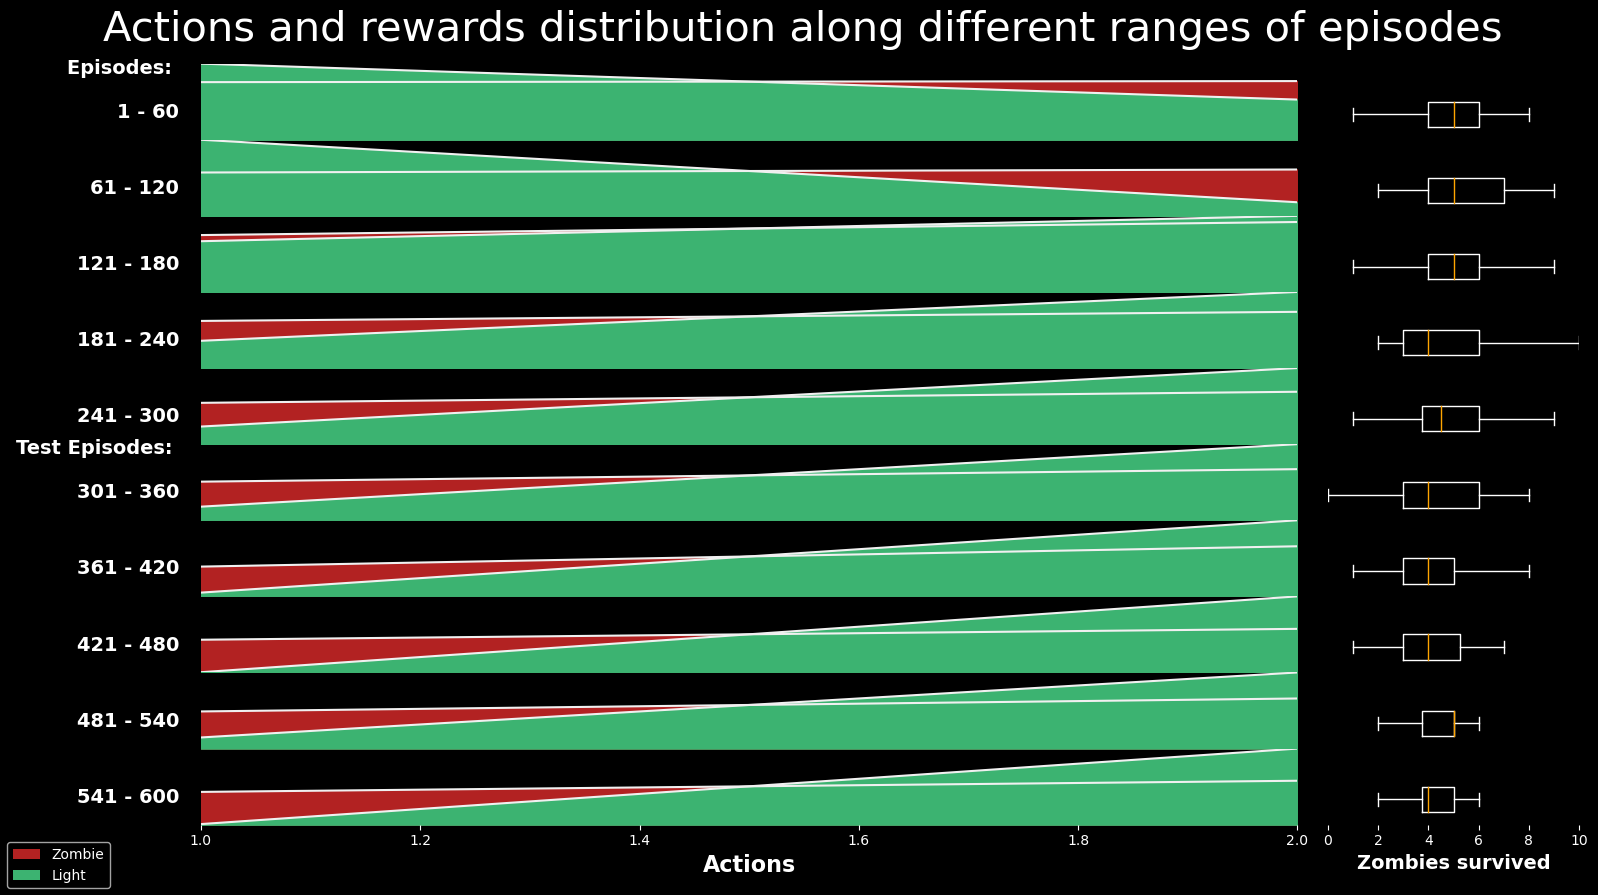 Actions and rewards distribution along different ranges of episodes
Episodes:
1 - 60
61 - 120
121 - 180
181 - 240
241 - 300
Test Episodes:
301 - 360
361 - 420
421 - 480
481 - 540
541 - 600
1.0 1.2 1.4 1.6 1.8 2.0 0 2 4 6 8 10
Actions
Zombies survived
Zombie
Light